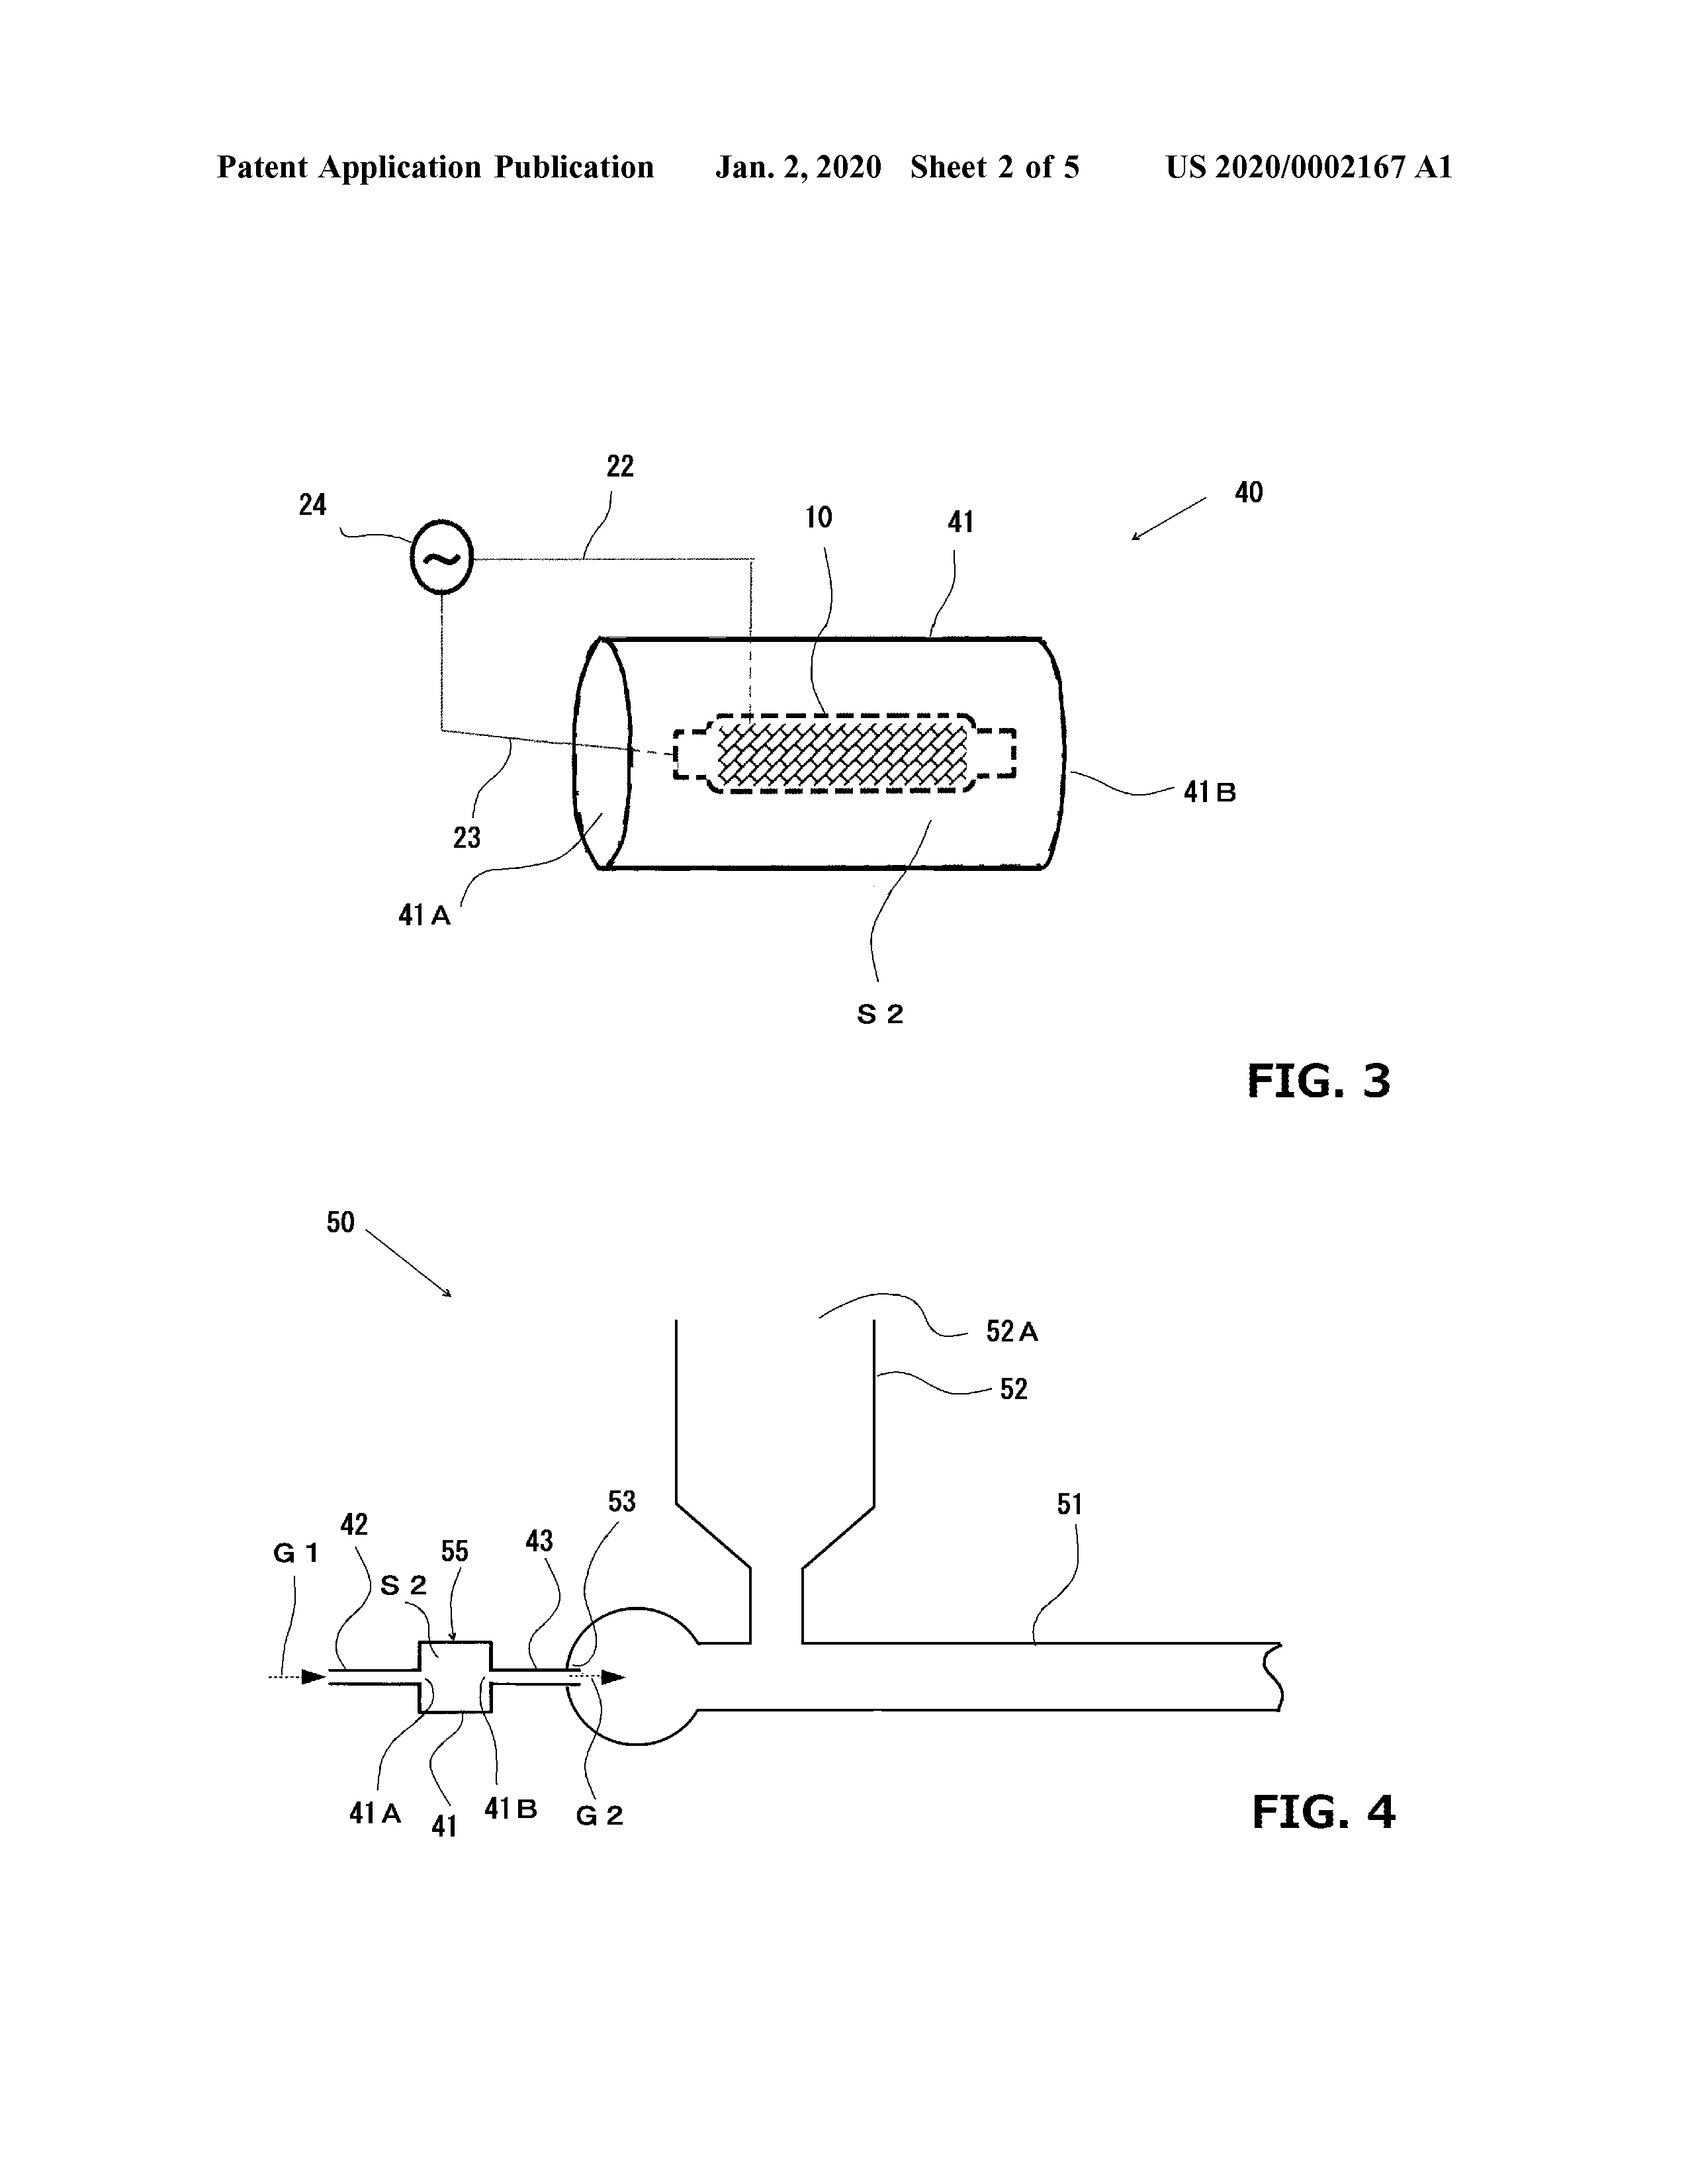 Patent Application Publication Jan. 2, 2020 Sheet 2 of 5 US 2020/0002167 A1
22
24
40
10
41
41B
23
41A
S2
FIG. 3
50
52A
52
53
51
42
43
G1
55
S2
41A
41
41B
G2
FIG. 4